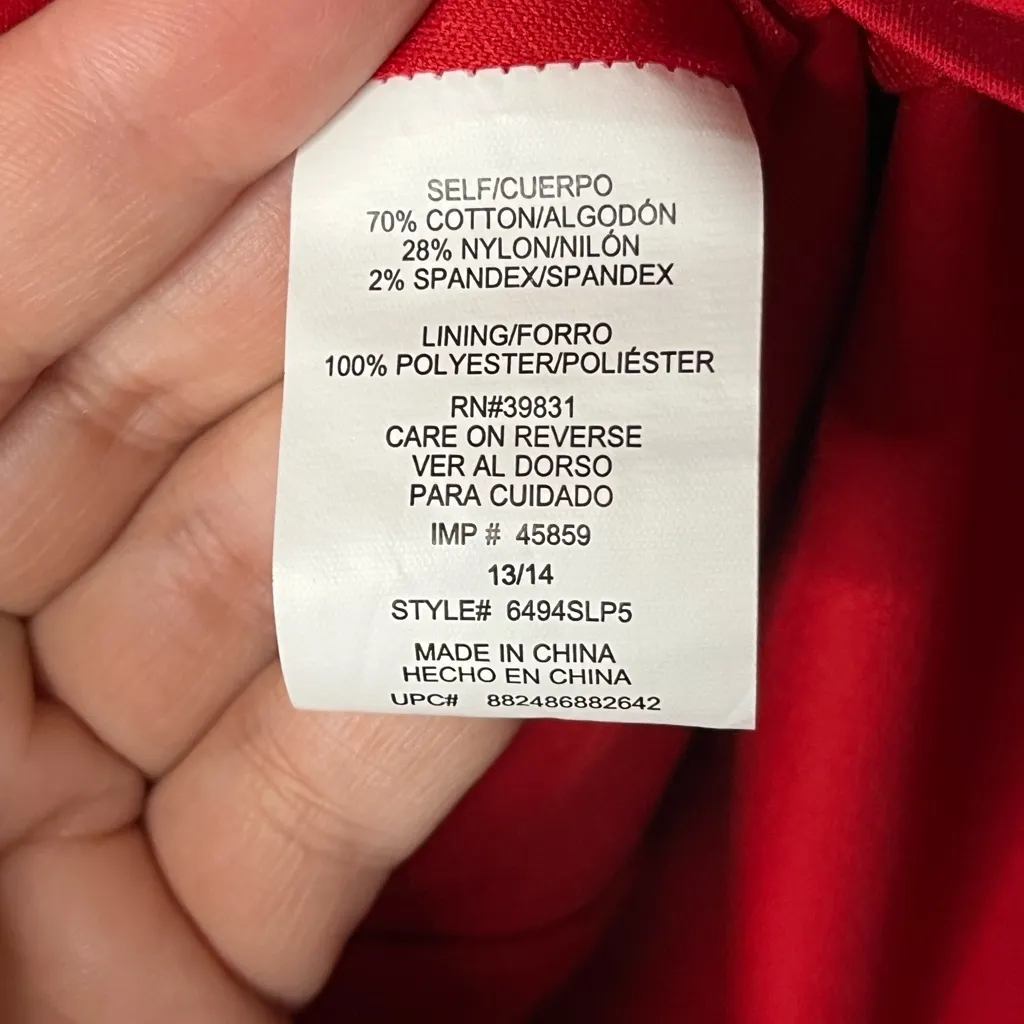 SELF/CUERPO
70% COTTON/ALGODÓN
28% NYLON/NILÓN
2% SPANDEX/SPANDEX
LINING/FORRO
100% POLYESTER/POLIÉSTER
RN#39831
CARE ON REVERSE
VER AL DORSO
PARA CUIDADO
IMP # 45859
13/14
STYLE# 6494SLP5
MADE IN CHINA
HECHO EN CHINA
UPC# 882486882642